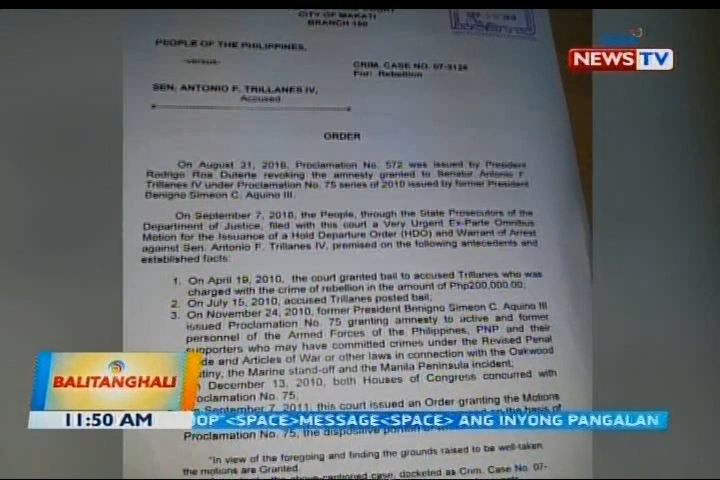 CITY OF MAKATI
BRANCH 150
PEOPLE OF THE PHILIPPINES,
-versus-
CRIM. CASE NO. 07-3126
For: Rebellion
SEN. ANTONIO F. TRILLANES IV,
Accused.
ORDER
On August 31, 2018, Proclamation No. 572 was issued by President
Rodrigo Roa Duterte revoking the amnesty granted to Senator Antonio F.
Trillanes IV under Proclamation No. 75 series of 2010 issued by former President
Benigno Simeon C. Aquino III.
On September 7, 2018, the People, through the State Prosecutors of the
Department of Justice, filed with this court a Very Urgent Ex-Parte Omnibus
Motion for the Issuance of a Hold Departure Order (HDO) and Warrant of Arrest
against Sen. Antonio F. Trillanes IV, premised on the following antecedents and
established facts:
1. On April 19, 2010, the court granted bail to accused Trillanes who was
charged with the crime of rebellion in the amount of Php200,000.00;
2. On July 15, 2010, accused Trillanes posted bail;
3. On November 24, 2010, former President Benigno Simeon C. Aquino III
issued Proclamation No. 75 granting amnesty to active and former
personnel of the Armed Forces of the Philippines, PNP and their
supporters who may have committed crimes under the Revised Penal
and Articles of War or other laws in connection with the Oakwood
the Marine stand-off and the Manila Peninsula incident;
December 13, 2010, both Houses of Congress concurred with
Proclamation No. 75,
September 7, 2011, this court issued an Order granting the Motions
on the basis of
Proclamation No. 75, the dispositive portion
"In view of the foregoing and finding the grounds raised to be well-taken,
the motions are Granted.
the above-captioned case, docketed as Crim. Case No. 07-
NEWS TV
BALITANGHALI
11:50 AM
OOP <SPACE>MESSAGE<SPACE> ANG INYONG PANGALAN